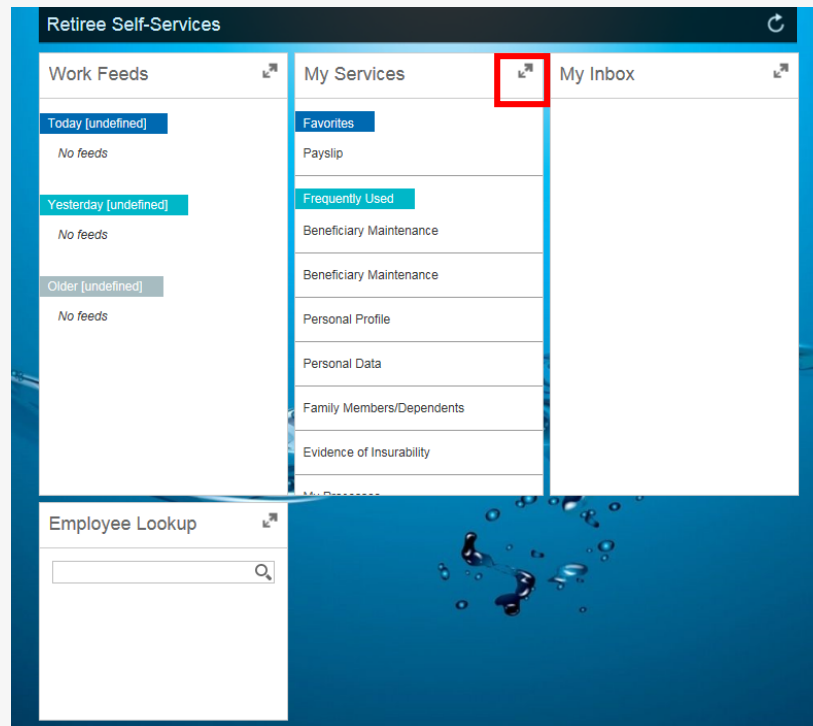 Retiree Self-Services
Work Feeds
Today [undefined]
No feeds
Yesterday [undefined]
No feeds
Older [undefined]
No feeds
My Services
Favorites
Payslip
Frequently Used
Beneficiary Maintenance
Beneficiary Maintenance
Personal Profile
Personal Data
Family Members/Dependents
Evidence of Insurability
My Processes
My Inbox
Employee Lookup